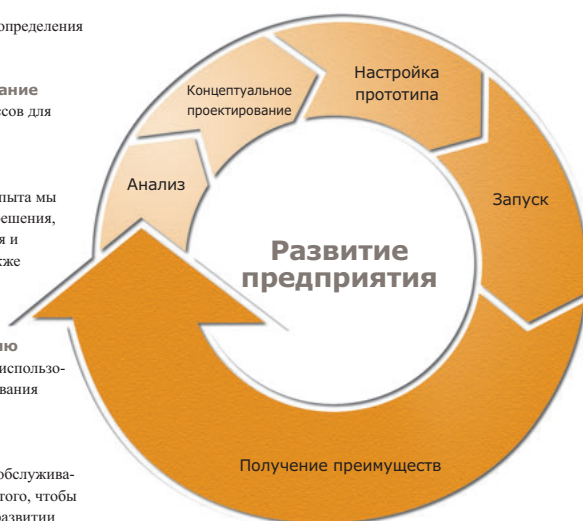 определения
ание
сов для
пыта мы
ешения,
я и
кже
ю
использо-
вания
обслужива-
того, чтобы
развитии
Анализ
Концептуальное
проектирование
Настройка
прототипа
Запуск
Получение преимуществ
Развитие
предприятия